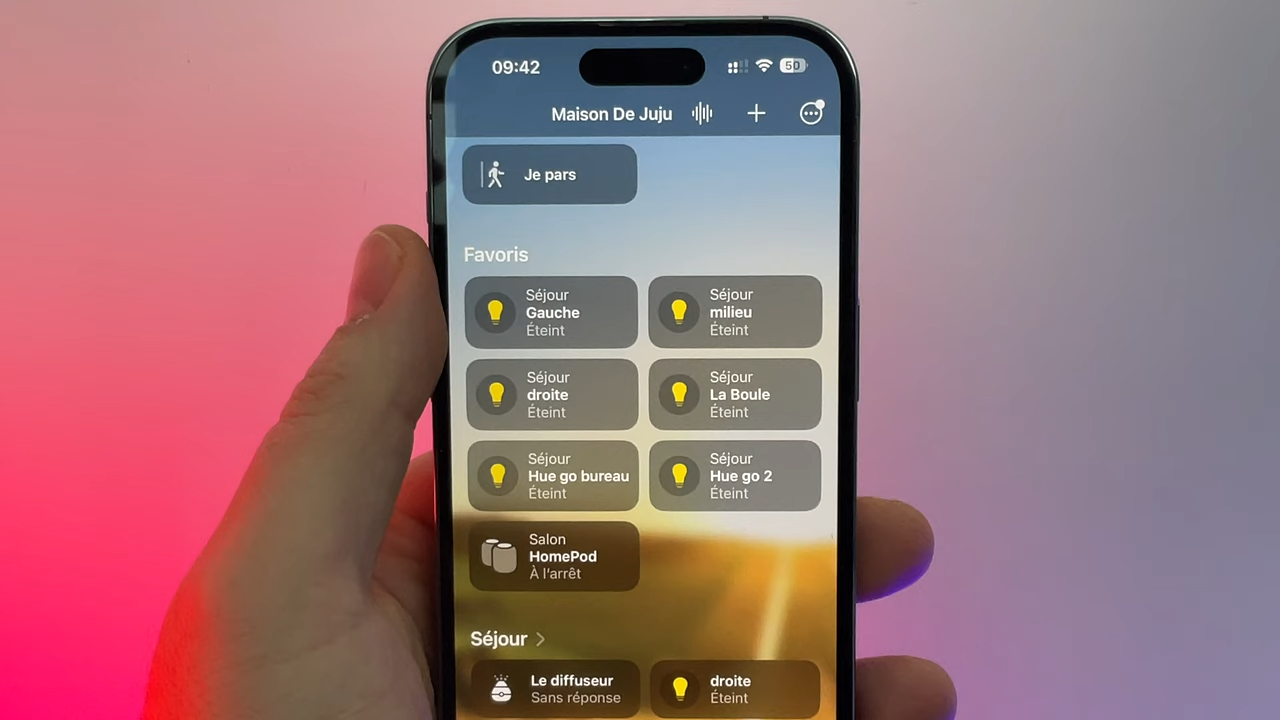 09:42
50
Maison De Juju
Je pars
Favoris
Séjour
Gauche
Éteint
Séjour
milieu
Éteint
Séjour
droite
Éteint
Séjour
La Boule
Éteint
Séjour
Hue go bureau
Éteint
Séjour
Hue go 2
Éteint
Salon
HomePod
À l'arrêt
Séjour
Le diffuseur
Sans réponse
droite
Éteint